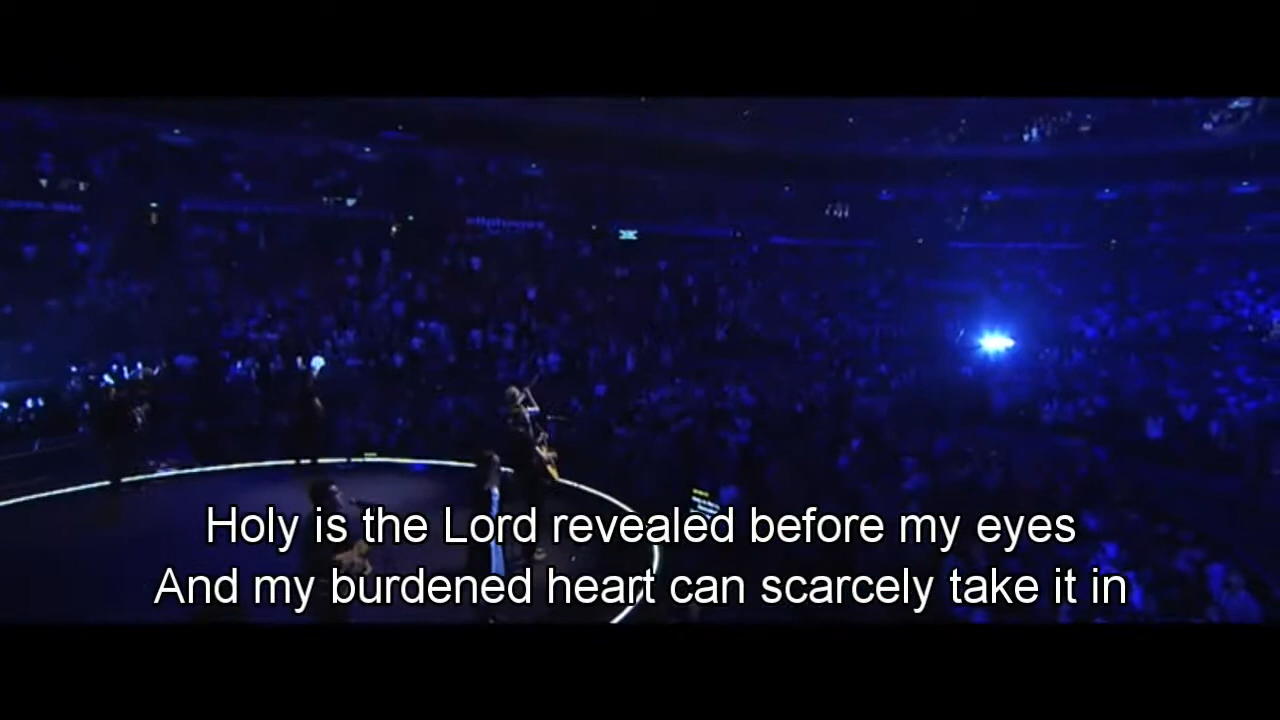 Holy is the Lord revealed before my eyes
And my burdened heart can scarcely take it in